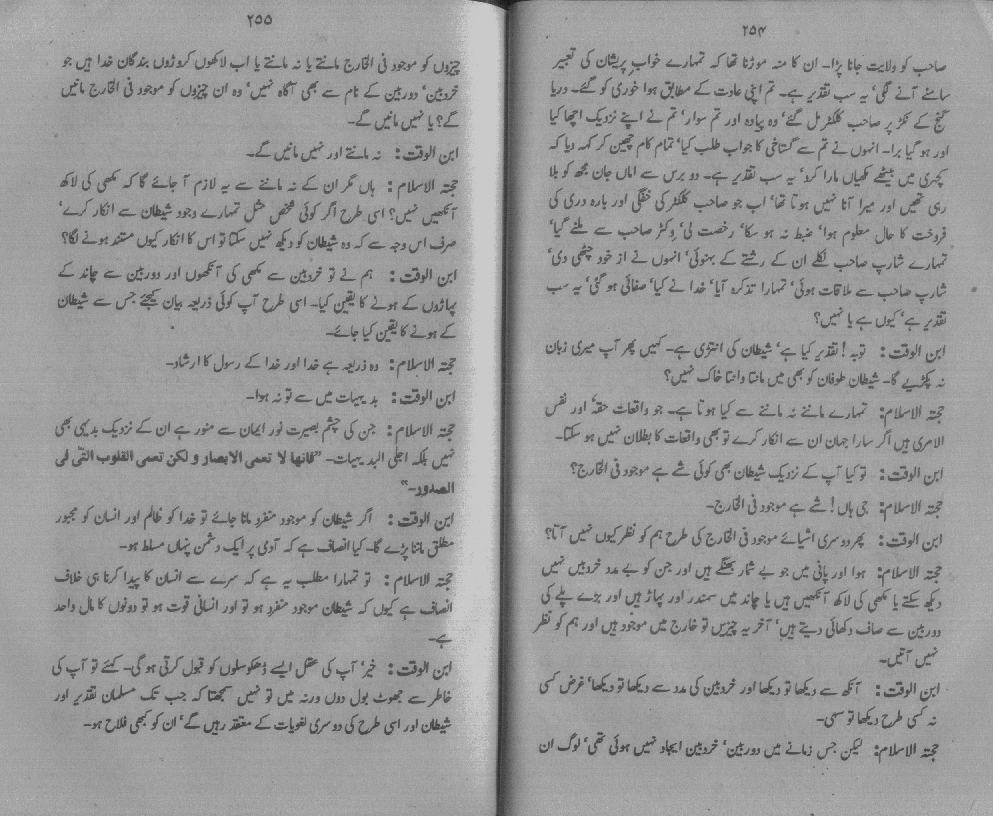 ۲۵۴
صاحب کو ولایت جانا پڑا۔ ان کا منہ موڑنا تھا کہ تمہارے خواب پریشان کی تعبیر
سامنے آنے لگی‘ یہ سب تقدیر ہے۔ تم اپنی عادت کے مطابق ہوا خوری کو گئے۔ دریا
گنج کے نکڑ پر صاحب کلکٹر مل گئے‘ وہ پیادہ اور تم سوار‘ تم نے اپنے نزدیک اچھا کیا
اور ہو گیا برا۔ انہوں نے تم سے گستاخی کا جواب طلب کیا‘ تمام کام چھین کر کہہ دیا کہ
کچہری میں بیٹھے مکھیاں مارا کرو‘ یہ سب تقدیر ہے۔ دو برس سے اماں جان مجھ کو بلا
رہی تھیں اور میرا آنا نہیں ہوتا تھا‘ اب جو صاحب کلکٹر کی خفگی اور بارہ دری کی
فروخت کا حال معلوم ہوا‘ ضبط نہ ہو سکا‘ رخصت لی‘ وکٹر صاحب سے ملنے گیا‘
تمہارے شارپ صاحب نکلے ان کے رشتے کے بہنوئی‘ انہوں نے از خود چٹھی دی‘
شارپ صاحب سے ملاقات ہوئی‘ تمہارا تذکرہ آیا‘ خدا نے کیا‘ صفائی ہو گئی‘ یہ سب
تقدیر ہے‘ کیوں ہے یا نہیں؟
ابن الوقت: توبہ! تقدیر کیا ہے‘ شیطان کی انتڑی ہے۔ کہیں پھر آپ میری زبان
نہ پکڑیے گا۔ شیطان طوفان کو بھی میں مانتا وانتا خاک نہیں؟
حجتہ الاسلام: تمہارے ماننے نہ ماننے سے کیا ہوتا ہے۔ جو واقعات حقہ اور نفس
الامری ہیں اگر سارا جہان ان سے انکار کرے تو بھی واقعات کا بطلان نہیں ہو سکتا۔
ابن الوقت: تو کیا آپ کے نزدیک شیطان بھی کوئی شے ہے موجود فی الخارج؟
حجتہ الاسلام: جی ہاں! شے ہے موجود فی الخارج۔
ابن الوقت: پھر دوسری اشیائے موجود فی الخارج کی طرح ہم کو نظر کیوں نہیں آتا؟
حجتہ الاسلام: ہوا اور پانی میں جو بے شمار بھنگے ہیں اور جن کو بے مدد خردبین نہیں
دیکھ سکتے یا مکھی کی لاکھ آنکھیں ہیں یا چاند میں سمندر اور پہاڑ ہیں اور بڑے پلے کی
دوربین سے صاف دکھائی دیتے ہیں‘ آخر یہ چیزیں تو خارج میں موجود ہیں اور ہم کو نظر
نہیں آتیں۔
ابن الوقت: آنکھ سے دیکھا تو دیکھا اور خردبین کی مدد سے دیکھا تو دیکھا‘ غرض کسی
نہ کسی طرح دیکھا تو سہی۔
حجتہ الاسلام: لیکن جس زمانے میں دوربین‘ خردبین ایجاد نہیں ہوئی تھی‘ لوگ ان
۲۵۵
چیزوں کو موجود فی الخارج مانتے یا نہ مانتے یا اب لاکھوں کروڑوں بندگان خدا ہیں جو
خردبین‘ دوربین کے نام سے بھی آگاہ نہیں‘ وہ ان چیزوں کو موجود فی الخارج مانیں
گے؟ یا نہیں مانیں گے۔
ابن الوقت: نہ مانتے اور نہیں مانیں گے۔
حجتہ الاسلام: ہاں مگر ان کے نہ ماننے سے یہ لازم آ جائے گا کہ مکھی کی لاکھ
آنکھیں نہیں؟ اسی طرح اگر کوئی شخص مثل تمہارے وجود شیطان سے انکار کرے‘
صرف اس وجہ سے کہ وہ شیطان کو دیکھ نہیں سکتا تو اس کا انکار کیوں مستند ہونے لگا؟
ابن الوقت: ہم نے تو خردبین سے مکھی کی آنکھوں اور دوربین سے چاند کے
پہاڑوں کے ہونے کا یقین کیا۔ اسی طرح آپ کوئی ذریعہ بیان کیجئے جس سے شیطان
کے ہونے کا یقین کیا جائے۔
حجتہ الاسلام: وہ ذریعہ ہے خدا اور خدا کے رسول کا ارشاد۔
ابن الوقت: بدیہیات میں سے تو نہ ہوا۔
حجتہ الاسلام: جن کی چشم بصیرت نور ایمان سے منور ہے ان کے نزدیک بدیہی بھی
نہیں بلکہ اجلی البدیہیات۔ “فانها لا تعمى الابصار و لكن تعمى القلوب التي في
الصدور۔”
ابن الوقت: اگر شیطان کو موجود منفرد مانا جائے تو خدا کو ظالم اور انسان کو مجبور
مطلق ماننا پڑے گا۔ کیا انصاف ہے کہ آدمی پر ایک دشمن پنہاں مسلط ہو۔
حجتہ الاسلام: تو تمہارا مطلب یہ ہے کہ سرے سے انسان کا پیدا کرنا ہی خلاف
انصاف ہے کیوں کہ شیطان موجود منفرد ہو تو اور انسانی قوت ہو تو دونوں کا مال واحد
ہے۔
ابن الوقت: خیر‘ آپ کی عقل ایسے ڈھکوسلوں کو قبول کرتی ہو گی۔ کہئے تو آپ کی
خاطر سے جھوٹ بول دوں ورنہ میں تو نہیں سمجھتا کہ جب تک مسلمان تقدیر اور
شیطان اور اسی طرح کی دوسری لغویات کے معتقد رہیں گے‘ ان کو کبھی فلاح ہو۔